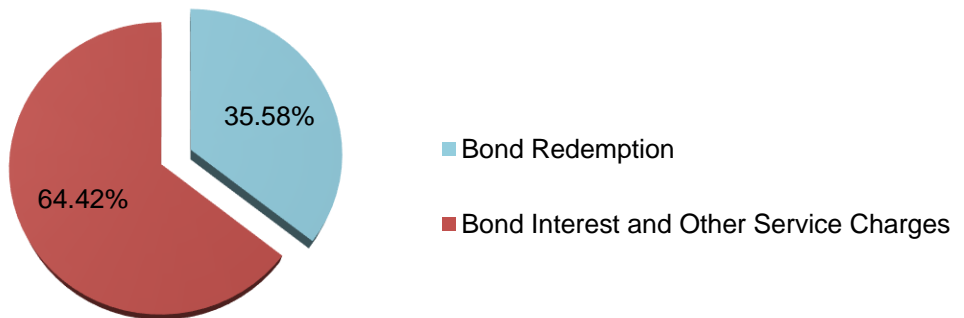 35.58%
64.42%
Bond Redemption
Bond Interest and Other Service Charges